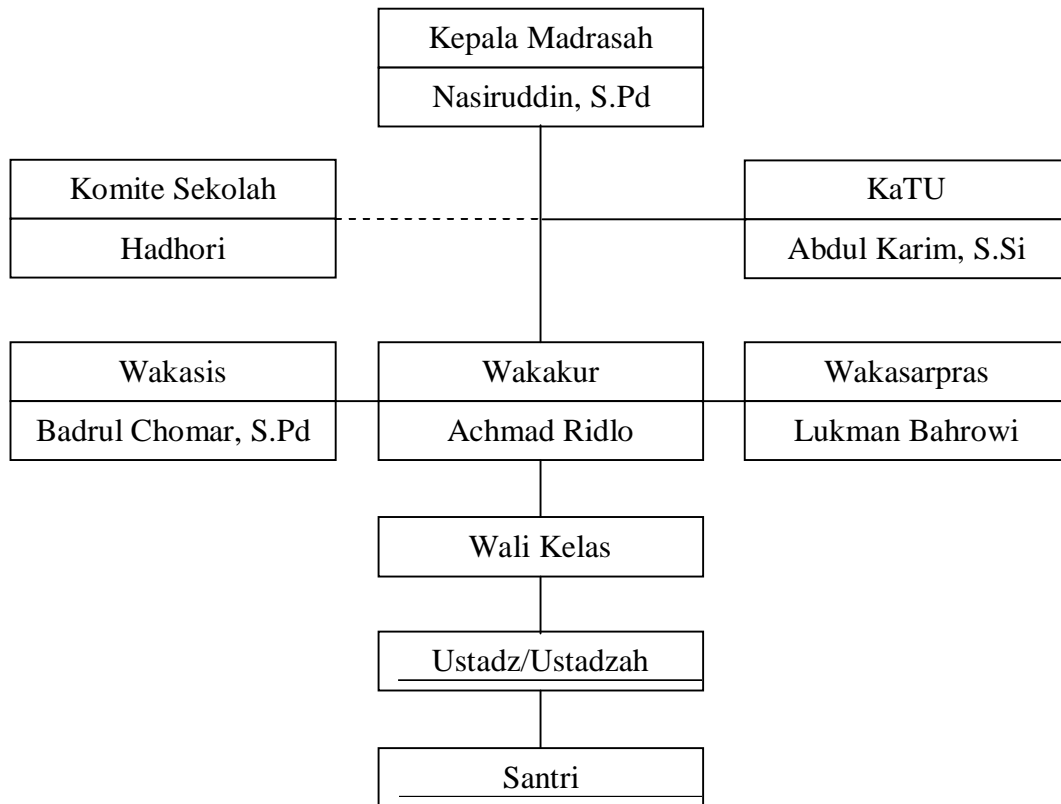 Kepala Madrasah
Nasiruddin, S.Pd
Komite Sekolah
Hadhori
KaTU
Abdul Karim, S.Si
Wakasis
Badrul Chomar, S.Pd
Wakakur
Achmad Ridlo
Wakasarpras
Lukman Bahrowi
Wali Kelas
Ustadz/Ustadzah
Santri